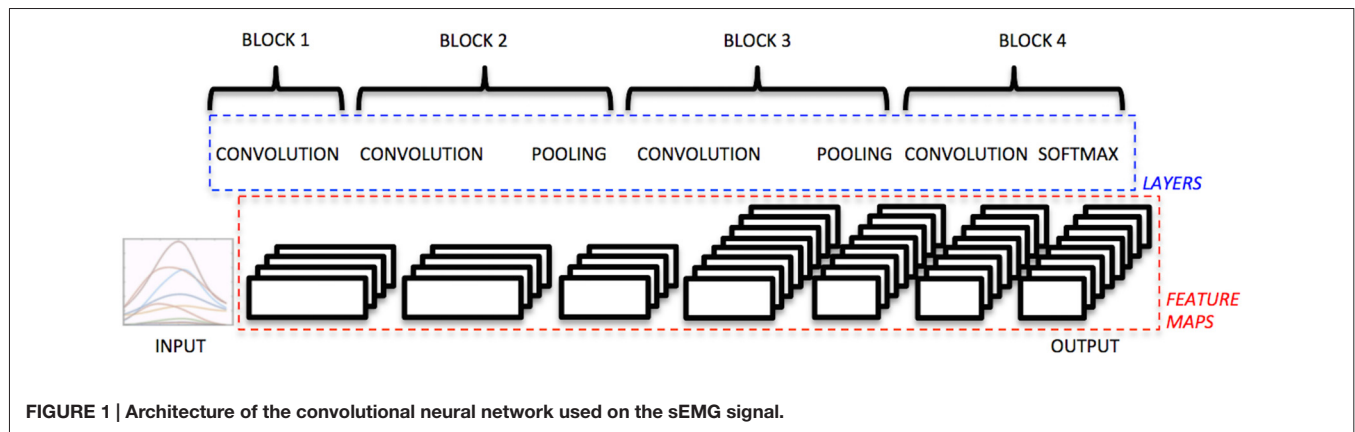 BLOCK 1 BLOCK 2 BLOCK 3 BLOCK 4
CONVOLUTION CONVOLUTION POOLING CONVOLUTION POOLING CONVOLUTION SOFTMAX
LAYERS
FEATURE
MAPS
INPUT OUTPUT
FIGURE 1 | Architecture of the convolutional neural network used on the sEMG signal.